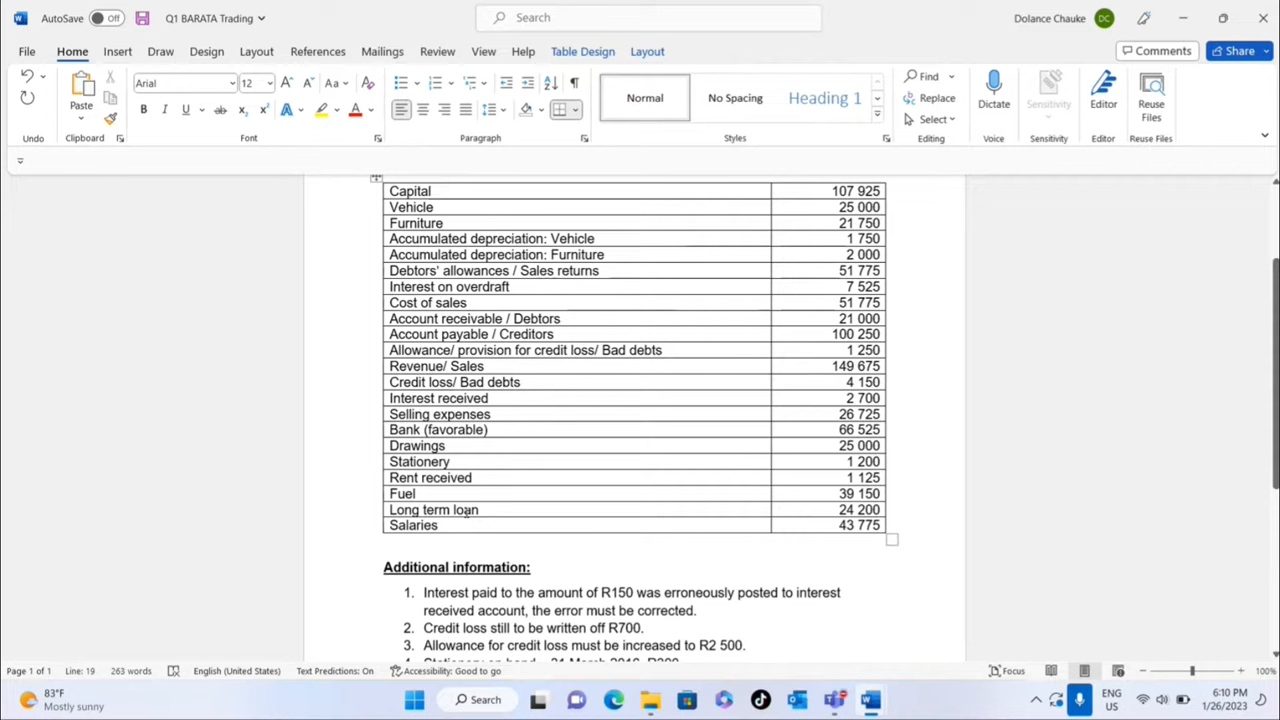 AutoSave Off Q1 BARATA Trading Search Dolance Chauke DC
File Home Insert Draw Design Layout References Mailings Review View Help Table Design Layout Comments Share
Paste Arial 12 Aa Normal No Spacing Heading 1 Find Replace Select Dictate Sensitivity Editor Reuse Files
Undo Clipboard Font Paragraph Styles Editing Voice Sensitivity Editor Reuse Files
Capital 107 925
Vehicle 25 000
Furniture 21 750
Accumulated depreciation: Vehicle 1 750
Accumulated depreciation: Furniture 2 000
Debtors' allowances / Sales returns 51 775
Interest on overdraft 7 525
Cost of sales 51 775
Account receivable / Debtors 21 000
Account payable / Creditors 100 250
Allowance/ provision for credit loss/ Bad debts 1 250
Revenue/ Sales 149 675
Credit loss/ Bad debts 4 150
Interest received 2 700
Selling expenses 26 725
Bank (favorable) 66 525
Drawings 25 000
Stationery 1 200
Rent received 1 125
Fuel 39 150
Long term loan 24 200
Salaries 43 775
Additional information:
1. Interest paid to the amount of R150 was erroneously posted to interest
received account, the error must be corrected.
2. Credit loss still to be written off R700.
3. Allowance for credit loss must be increased to R2 500.
Page 1 of 1 Line: 19 263 words English (United States) Text Predictions: On Accessibility: Good to go Focus 100%
83°F
Mostly sunny
Search
ENG
US
6:10 PM
1/26/2023